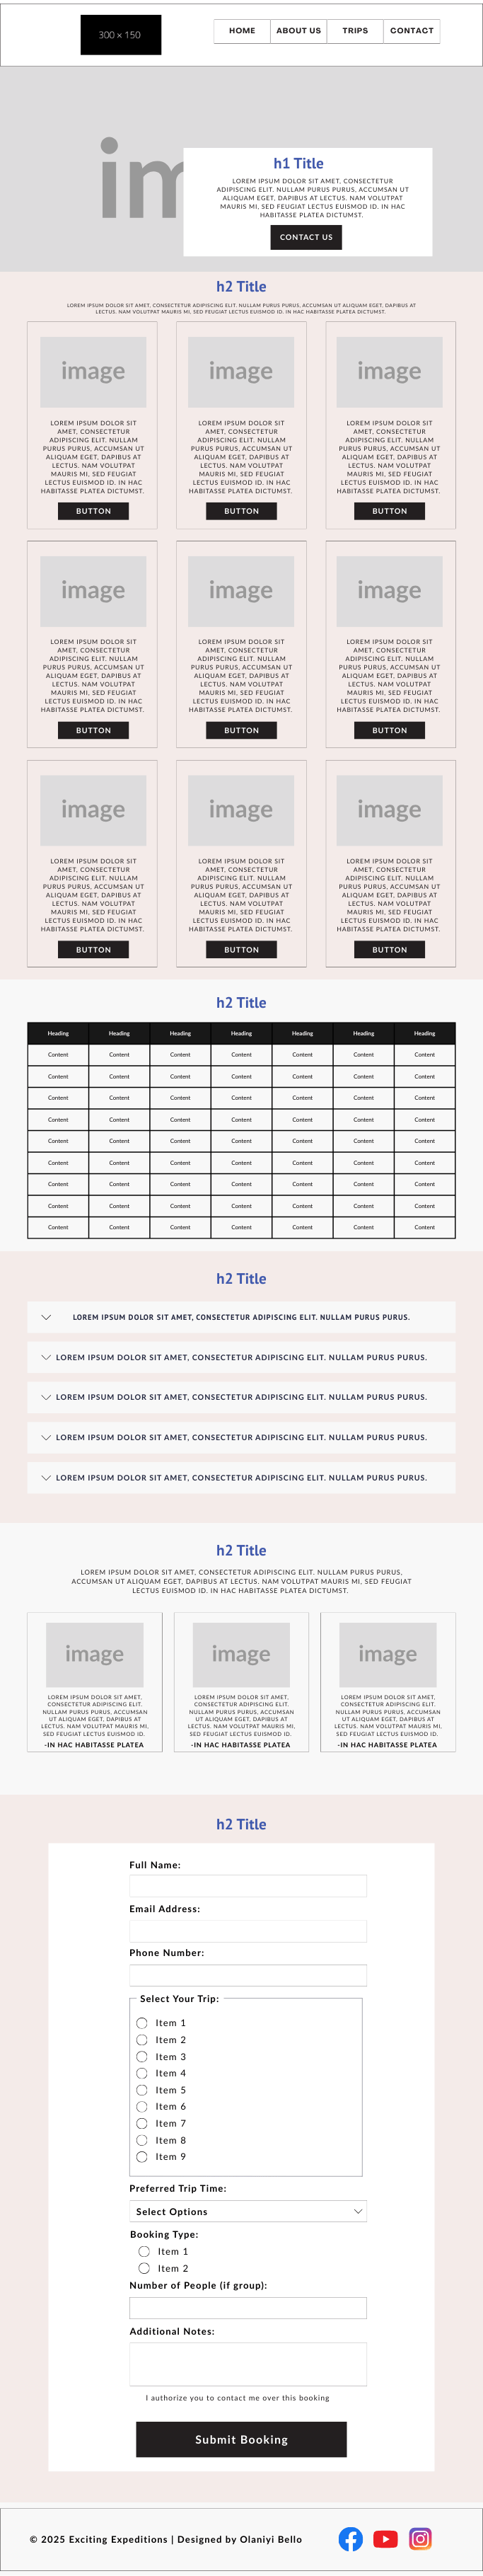 300 × 150
HOME ABOUT US TRIPS CONTACT
im
h1 Title
LOREM IPSUM DOLOR SIT AMET, CONSECTETUR
ADIPISCING ELIT. NULLAM PURUS PURUS, ACCUMSAN UT
ALIQUAM EGET, DAPIBUS AT LECTUS. NAM VOLUTPAT
MAURIS MI, SED FEUGIAT LECTUS EUISMOD ID. IN HAC
HABITASSE PLATEA DICTUMST.
CONTACT US
h2 Title
LOREM IPSUM DOLOR SIT AMET, CONSECTETUR ADIPISCING ELIT. NULLAM PURUS PURUS, ACCUMSAN UT ALIQUAM EGET, DAPIBUS AT
LECTUS. NAM VOLUTPAT MAURIS MI, SED FEUGIAT LECTUS EUISMOD ID. IN HAC HABITASSE PLATEA DICTUMST.
image
LOREM IPSUM DOLOR SIT
AMET, CONSECTETUR
ADIPISCING ELIT. NULLAM
PURUS PURUS, ACCUMSAN UT
ALIQUAM EGET, DAPIBUS AT
LECTUS. NAM VOLUTPAT
MAURIS MI, SED FEUGIAT
LECTUS EUISMOD ID. IN HAC
HABITASSE PLATEA DICTUMST.
BUTTON
image
LOREM IPSUM DOLOR SIT
AMET, CONSECTETUR
ADIPISCING ELIT. NULLAM
PURUS PURUS, ACCUMSAN UT
ALIQUAM EGET, DAPIBUS AT
LECTUS. NAM VOLUTPAT
MAURIS MI, SED FEUGIAT
LECTUS EUISMOD ID. IN HAC
HABITASSE PLATEA DICTUMST.
BUTTON
image
LOREM IPSUM DOLOR SIT
AMET, CONSECTETUR
ADIPISCING ELIT. NULLAM
PURUS PURUS, ACCUMSAN UT
ALIQUAM EGET, DAPIBUS AT
LECTUS. NAM VOLUTPAT
MAURIS MI, SED FEUGIAT
LECTUS EUISMOD ID. IN HAC
HABITASSE PLATEA DICTUMST.
BUTTON
image
LOREM IPSUM DOLOR SIT
AMET, CONSECTETUR
ADIPISCING ELIT. NULLAM
PURUS PURUS, ACCUMSAN UT
ALIQUAM EGET, DAPIBUS AT
LECTUS. NAM VOLUTPAT
MAURIS MI, SED FEUGIAT
LECTUS EUISMOD ID. IN HAC
HABITASSE PLATEA DICTUMST.
BUTTON
image
LOREM IPSUM DOLOR SIT
AMET, CONSECTETUR
ADIPISCING ELIT. NULLAM
PURUS PURUS, ACCUMSAN UT
ALIQUAM EGET, DAPIBUS AT
LECTUS. NAM VOLUTPAT
MAURIS MI, SED FEUGIAT
LECTUS EUISMOD ID. IN HAC
HABITASSE PLATEA DICTUMST.
BUTTON
image
LOREM IPSUM DOLOR SIT
AMET, CONSECTETUR
ADIPISCING ELIT. NULLAM
PURUS PURUS, ACCUMSAN UT
ALIQUAM EGET, DAPIBUS AT
LECTUS. NAM VOLUTPAT
MAURIS MI, SED FEUGIAT
LECTUS EUISMOD ID. IN HAC
HABITASSE PLATEA DICTUMST.
BUTTON
image
LOREM IPSUM DOLOR SIT
AMET, CONSECTETUR
ADIPISCING ELIT. NULLAM
PURUS PURUS, ACCUMSAN UT
ALIQUAM EGET, DAPIBUS AT
LECTUS. NAM VOLUTPAT
MAURIS MI, SED FEUGIAT
LECTUS EUISMOD ID. IN HAC
HABITASSE PLATEA DICTUMST.
BUTTON
image
LOREM IPSUM DOLOR SIT
AMET, CONSECTETUR
ADIPISCING ELIT. NULLAM
PURUS PURUS, ACCUMSAN UT
ALIQUAM EGET, DAPIBUS AT
LECTUS. NAM VOLUTPAT
MAURIS MI, SED FEUGIAT
LECTUS EUISMOD ID. IN HAC
HABITASSE PLATEA DICTUMST.
BUTTON
image
LOREM IPSUM DOLOR SIT
AMET, CONSECTETUR
ADIPISCING ELIT. NULLAM
PURUS PURUS, ACCUMSAN UT
ALIQUAM EGET, DAPIBUS AT
LECTUS. NAM VOLUTPAT
MAURIS MI, SED FEUGIAT
LECTUS EUISMOD ID. IN HAC
HABITASSE PLATEA DICTUMST.
BUTTON
h2 Title
Heading Heading Heading Heading Heading Heading Heading
Content Content Content Content Content Content Content
Content Content Content Content Content Content Content
Content Content Content Content Content Content Content
Content Content Content Content Content Content Content
Content Content Content Content Content Content Content
Content Content Content Content Content Content Content
Content Content Content Content Content Content Content
Content Content Content Content Content Content Content
Content Content Content Content Content Content Content
h2 Title
LOREM IPSUM DOLOR SIT AMET, CONSECTETUR ADIPISCING ELIT. NULLAM PURUS PURUS.
LOREM IPSUM DOLOR SIT AMET, CONSECTETUR ADIPISCING ELIT. NULLAM PURUS PURUS.
LOREM IPSUM DOLOR SIT AMET, CONSECTETUR ADIPISCING ELIT. NULLAM PURUS PURUS.
LOREM IPSUM DOLOR SIT AMET, CONSECTETUR ADIPISCING ELIT. NULLAM PURUS PURUS.
LOREM IPSUM DOLOR SIT AMET, CONSECTETUR ADIPISCING ELIT. NULLAM PURUS PURUS.
h2 Title
LOREM IPSUM DOLOR SIT AMET, CONSECTETUR ADIPISCING ELIT. NULLAM PURUS PURUS,
ACCUMSAN UT ALIQUAM EGET, DAPIBUS AT LECTUS. NAM VOLUTPAT MAURIS MI, SED FEUGIAT
LECTUS EUISMOD ID. IN HAC HABITASSE PLATEA DICTUMST.
image
LOREM IPSUM DOLOR SIT AMET,
CONSECTETUR ADIPISCING ELIT.
NULLAM PURUS PURUS, ACCUMSAN
UT ALIQUAM EGET, DAPIBUS AT
LECTUS. NAM VOLUTPAT MAURIS MI,
SED FEUGIAT LECTUS EUISMOD ID.
-IN HAC HABITASSE PLATEA
image
LOREM IPSUM DOLOR SIT AMET,
CONSECTETUR ADIPISCING ELIT.
NULLAM PURUS PURUS, ACCUMSAN
UT ALIQUAM EGET, DAPIBUS AT
LECTUS. NAM VOLUTPAT MAURIS MI,
SED FEUGIAT LECTUS EUISMOD ID.
-IN HAC HABITASSE PLATEA
image
LOREM IPSUM DOLOR SIT AMET,
CONSECTETUR ADIPISCING ELIT.
NULLAM PURUS PURUS, ACCUMSAN
UT ALIQUAM EGET, DAPIBUS AT
LECTUS. NAM VOLUTPAT MAURIS MI,
SED FEUGIAT LECTUS EUISMOD ID.
-IN HAC HABITASSE PLATEA
h2 Title
Full Name:
Email Address:
Phone Number:
Select Your Trip:
Item 1
Item 2
Item 3
Item 4
Item 5
Item 6
Item 7
Item 8
Item 9
Preferred Trip Time:
Select Options
Booking Type:
Item 1
Item 2
Number of People (if group):
Additional Notes:
I authorize you to contact me over this booking
Submit Booking
© 2025 Exciting Expeditions | Designed by Olaniyi Bello